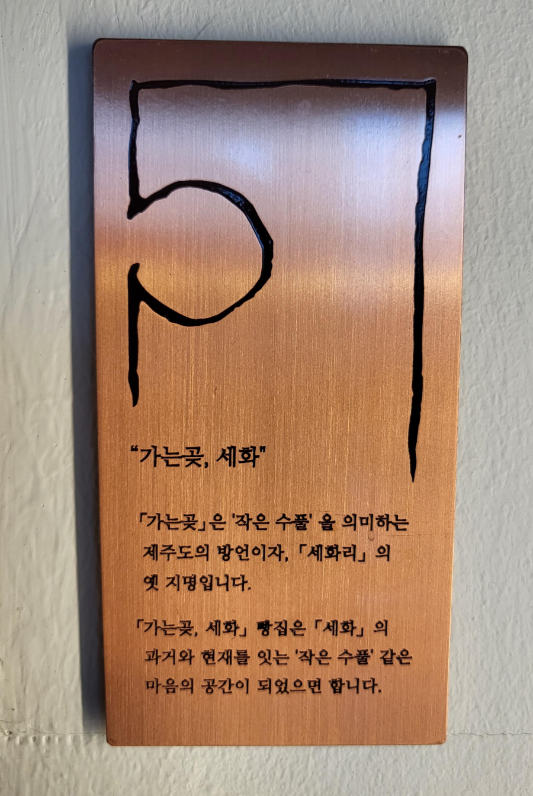 "가는곶, 세화"
「가는곶」은 '작은 수풀' 을 의미하는
제주도의 방언이자, 「세화리」의
옛 지명입니다.
「가는곶, 세화」 빵집은 「세화」의
과거와 현재를 잇는 '작은 수풀' 같은
마음의 공간이 되었으면 합니다.